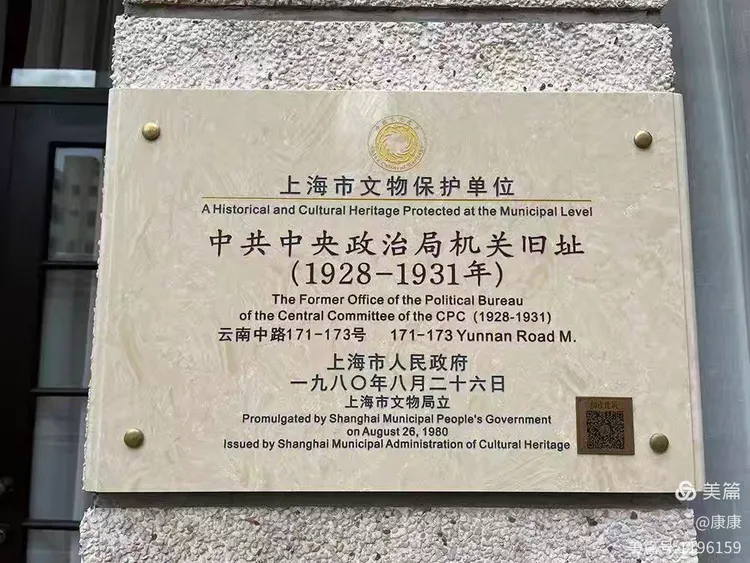 上海市文物保护单位
A Historical and Cultural Heritage Protected at the Municipal Level
中共中央政治局机关旧址
(1928-1931年)
The Former Office of the Political Bureau
of the Central Committee of the CPC (1928-1931)
云南中路171-173号 171-173 Yunnan Road M.
上海市人民政府
一九八〇年八月二十六日
上海市文物局立
Promulgated by Shanghai Municipal People's Government
on August 26, 1980
Issued by Shanghai Municipal Administration of Cultural Heritage
美篇
@康康